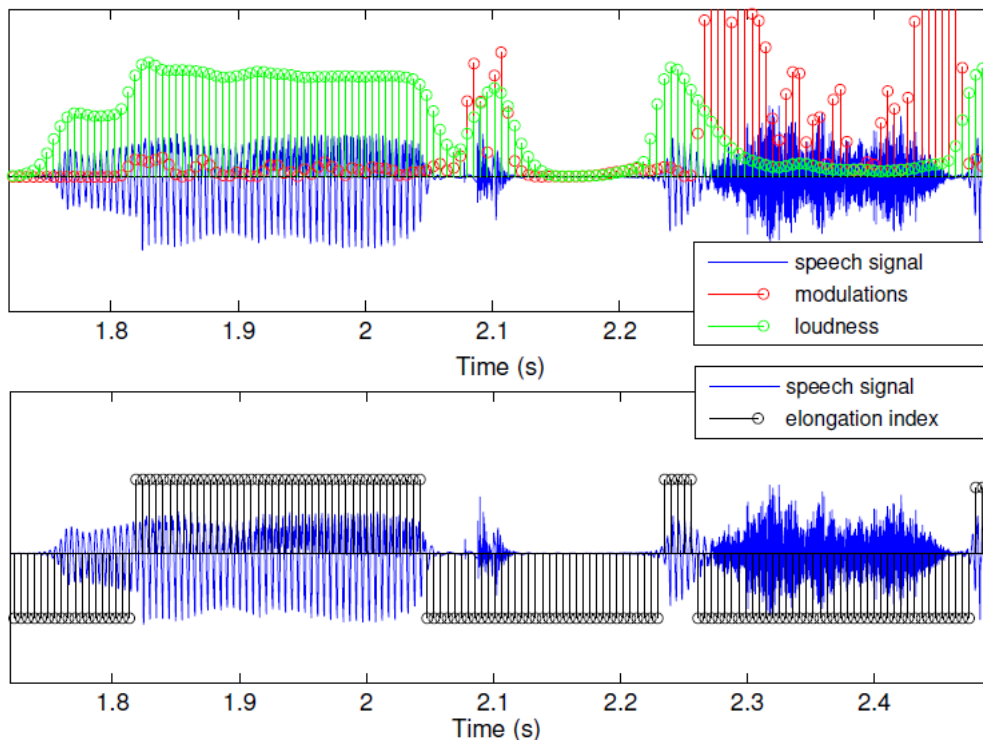 speech signal
modulations
loudness
1.8 1.9 2 2.1 2.2
Time (s)
speech signal
elongation index
1.8 1.9 2 2.1 2.2 2.3 2.4
Time (s)